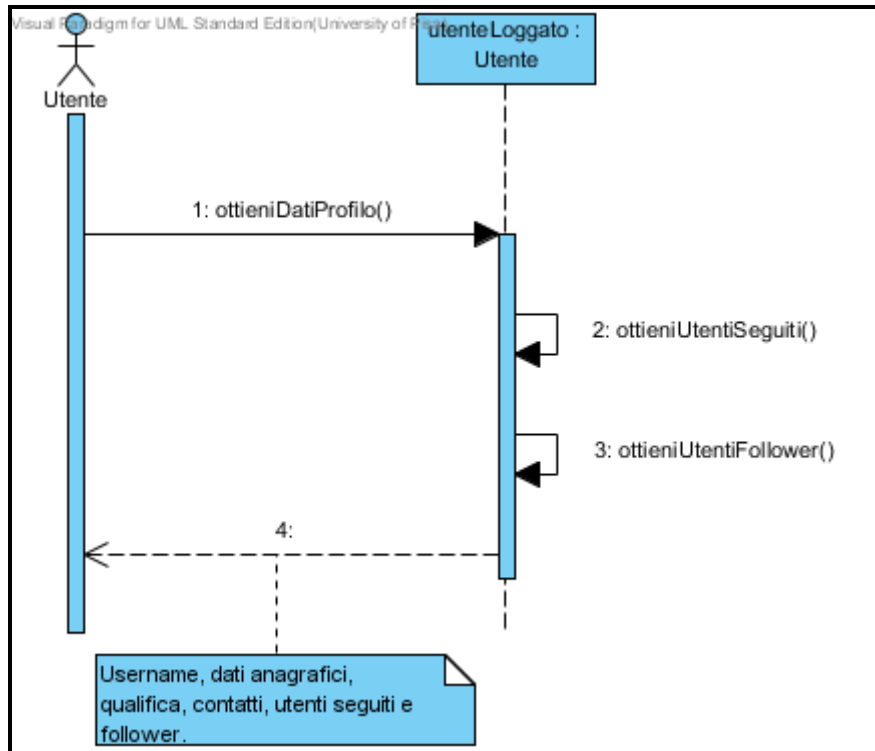 Visual Paradigm for UML Standard Edition(University of Pisa)
utenteLoggato :
Utente
Utente
1: ottieniDatiProfilo()
2: ottieniUtentiSeguiti()
3: ottieniUtentiFollower()
4:
Username, dati anagrafici,
qualifica, contatti, utenti seguiti e
follower.